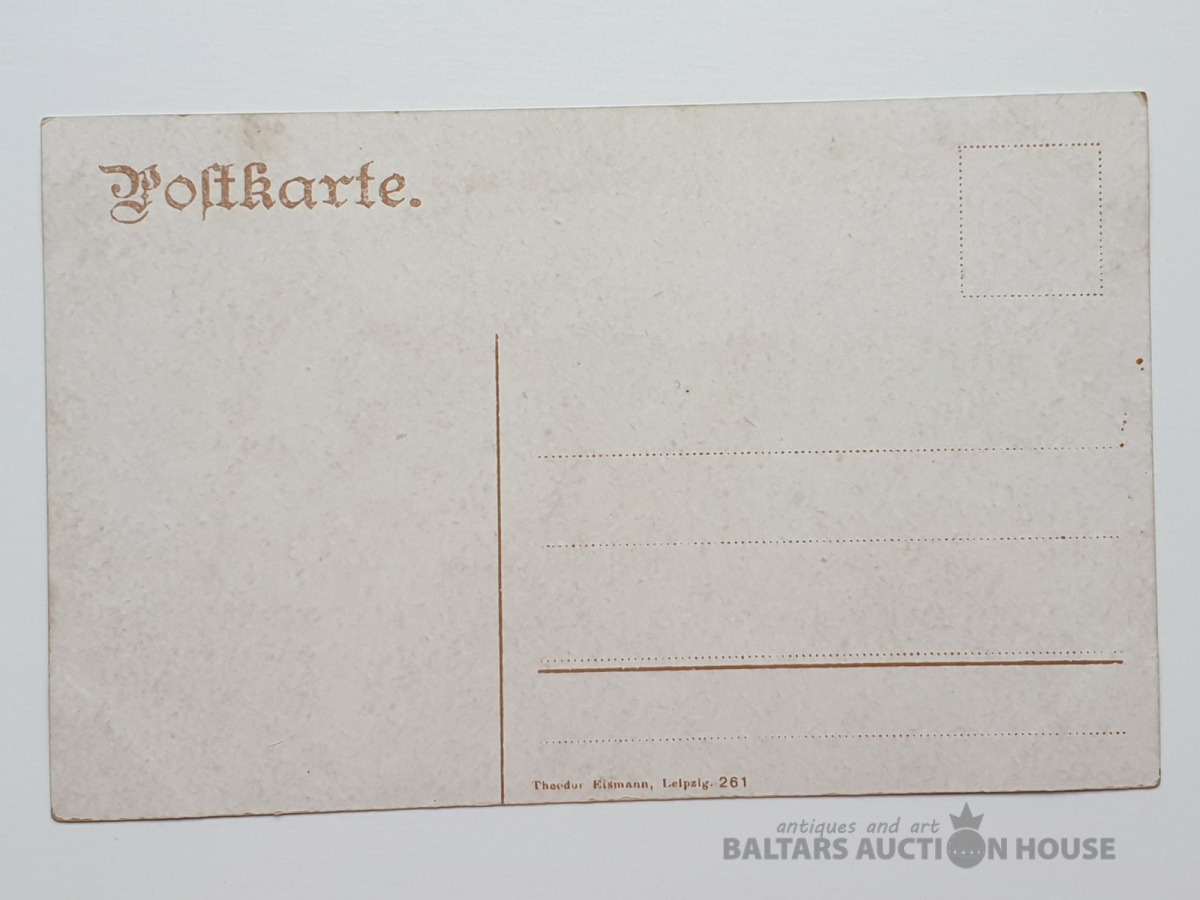 Poſtkarte.
Theodor Eismann, Leipzig. 261
antiques and art
BALTARS AUCTION HOUSE